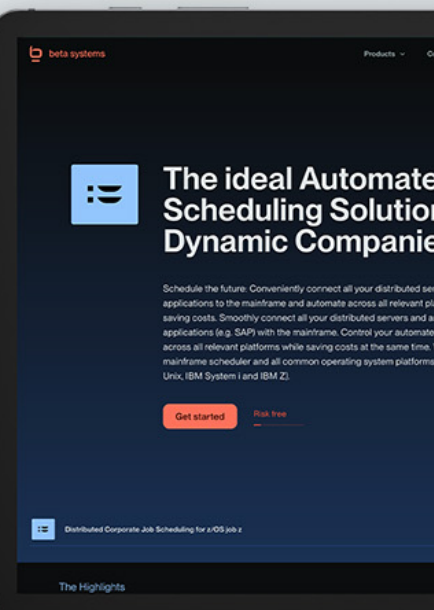 beta systems
Products
The ideal Automate
Scheduling Solution
Dynamic Companie
Schedule the future: Conveniently connect all your distributed ser
applications to the mainframe and automate across all relevant pl
saving costs. Smoothly connect all your distributed servers and a
applications (e.g. SAP) with the mainframe. Control your automate
across all relevant platforms while saving costs at the same time.
mainframe scheduler and all common operating system platforms
Unix, IBM System i and IBM Z).
Get started
Risk free
Distributed Corporate Job Scheduling for z/OS job z
The Highlights